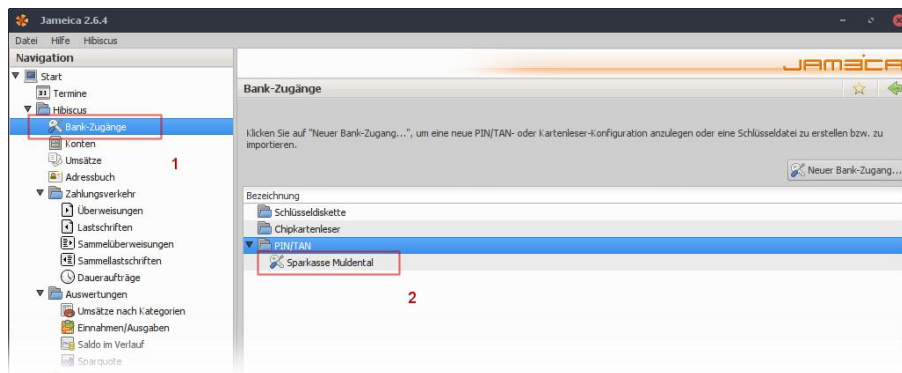 Jameica 2.6.4
Datei Hilfe Hibiscus
Navigation
Start
31 Termine
Hibiscus
Bank-Zugänge
Konten
Umsätze
Adressbuch
Zahlungsverkehr
Überweisungen
Lastschriften
Sammelüberweisungen
Sammellastschriften
Daueraufträge
Auswertungen
Umsätze nach Kategorien
Einnahmen/Ausgaben
Saldo im Verlauf
Sparquote
1
JAMEICA
Bank-Zugänge
Klicken Sie auf "Neuer Bank-Zugang...", um eine neue PIN/TAN- oder Kartenleser-Konfiguration anzulegen oder eine Schlüsseldatei zu erstellen bzw. zu
importieren.
Neuer Bank-Zugang...
Bezeichnung
Schlüsseldiskette
Chipkartenleser
PIN/TAN
Sparkasse Muldental
2